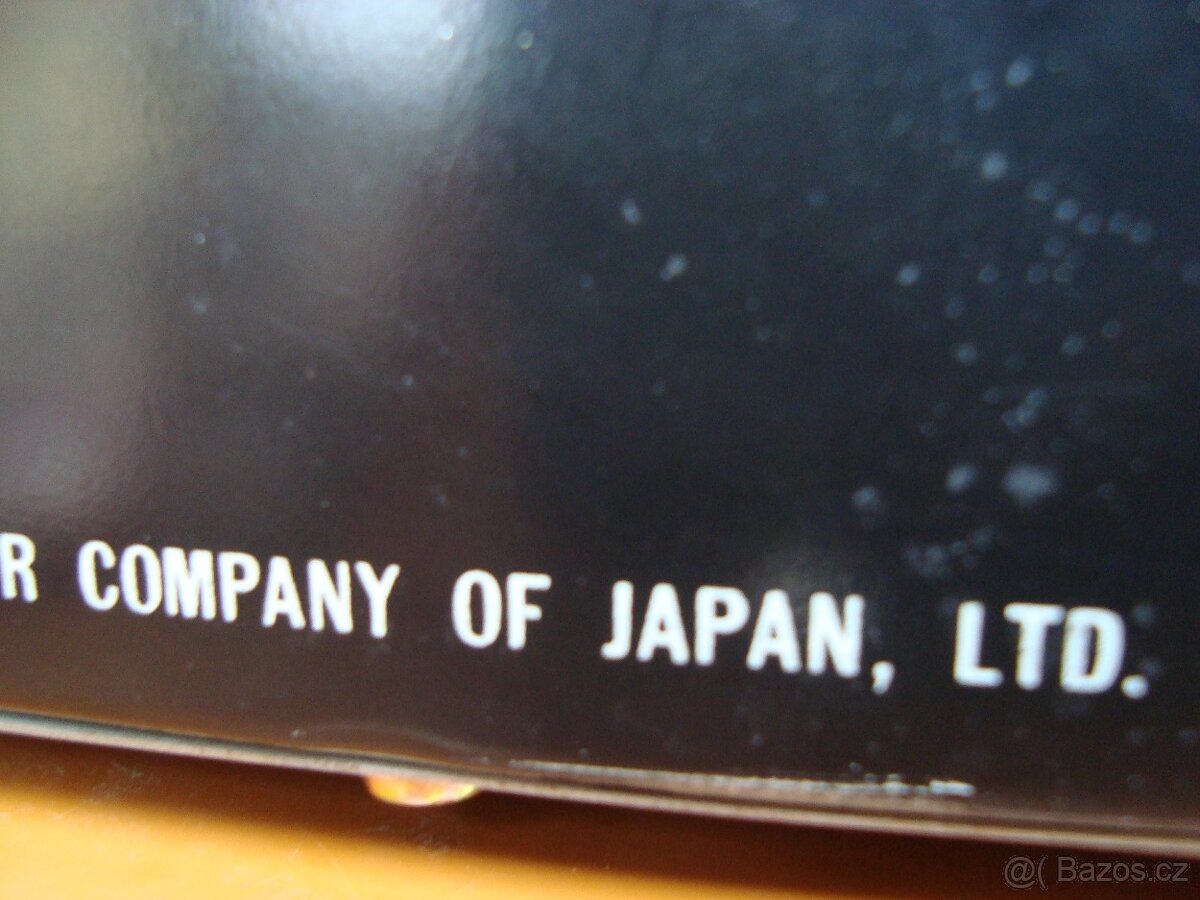 R COMPANY OF JAPAN, LTD.
@( Bazos.cz